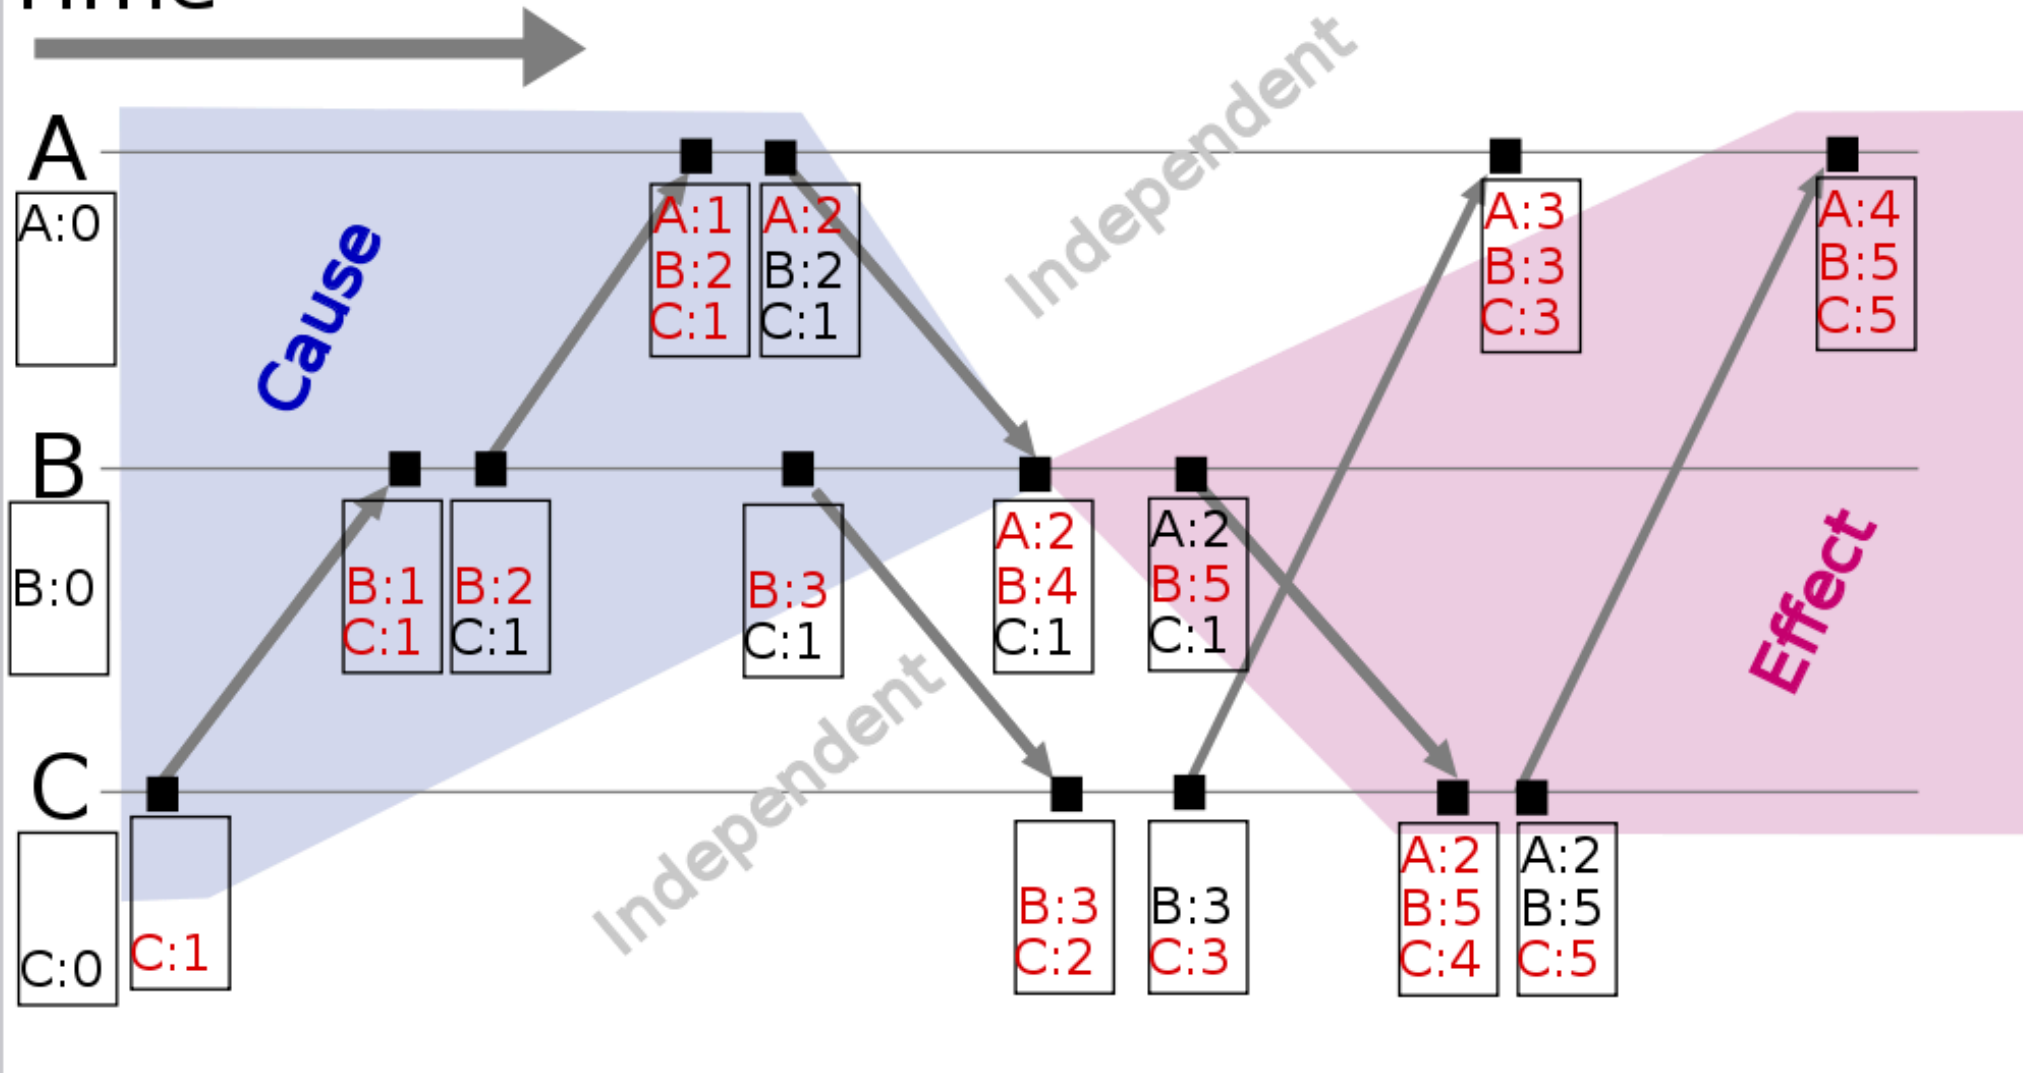 Time
Independent
A
A:0
Cause
A:1
B:2
C:1
A:2
B:2
C:1
A:3
B:3
C:3
A:4
B:5
C:5
B
B:0
B:1
C:1
B:2
C:1
B:3
C:1
A:2
B:4
C:1
A:2
B:5
C:1
Effect
Independent
C
C:0
C:1
B:3
C:2
B:3
C:3
A:2
B:5
C:4
A:2
B:5
C:5